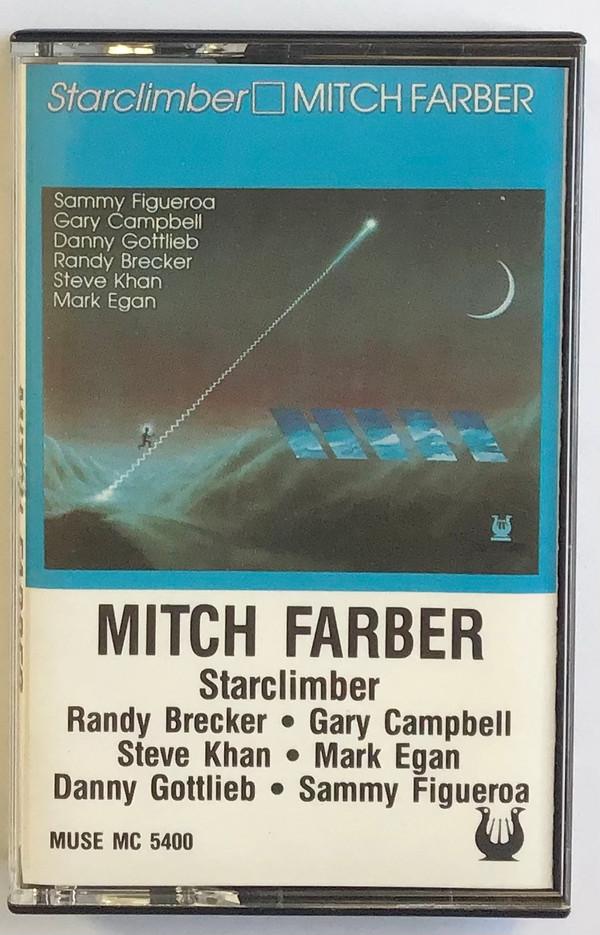 Starclimber□MITCH FARBER
Sammy Figueroa
Gary Campbell
Danny Gottlieb
Randy Brecker
Steve Khan
Mark Egan
MITCH FARBER
Starclimber
Randy Brecker • Gary Campbell
Steve Khan • Mark Egan
Danny Gottlieb • Sammy Figueroa
MUSE MC 5400